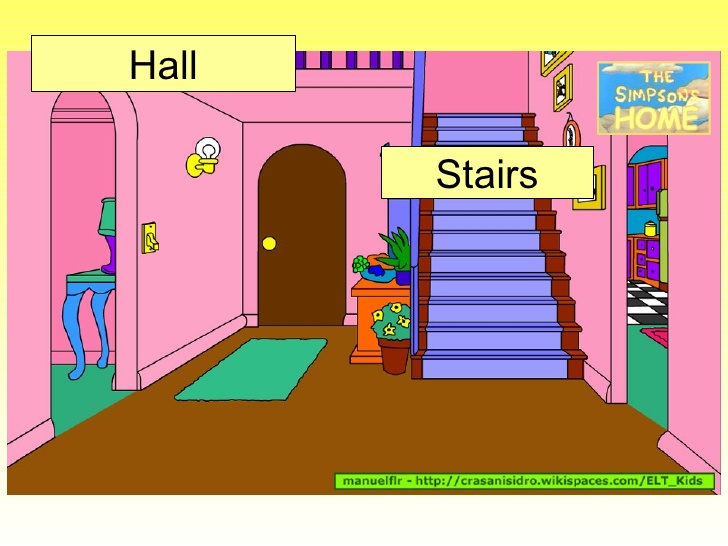 Hall
THE
SIMPSONS
HOME
Stairs
manuelflr - http://crasanisidro.wikispaces.com/ELT_Kids